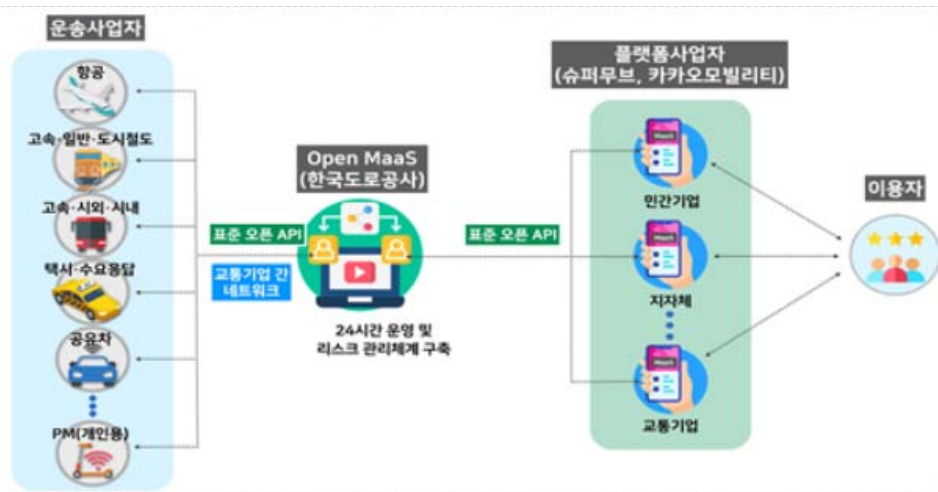 운송사업자
항공
고속·일반·도시철도
고속·시외·시내
택시·수요응답
공유차
PM(개인용)
Open MaaS
(한국도로공사)
표준 오픈 API
교통기업 간
네트워크
24시간 운영 및
리스크 관리체계 구축
표준 오픈 API
플랫폼사업자
(슈퍼무브, 카카오모빌리티)
MaaS
민간기업
MaaS
지자체
MaaS
교통기업
이용자